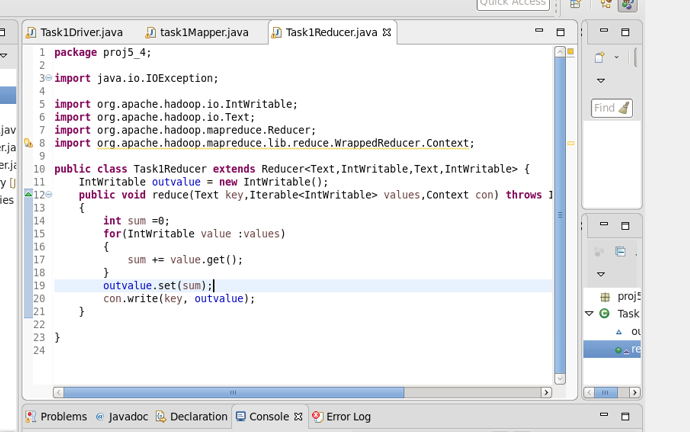 Quick Access
Task1Driver.java
task1Mapper.java
Task1Reducer.java
1 package proj5_4;
2
3 import java.io.IOException;
4
5 import org.apache.hadoop.io.IntWritable;
6 import org.apache.hadoop.io.Text;
7 import org.apache.hadoop.mapreduce.Reducer;
8 import org.apache.hadoop.mapreduce.lib.reduce.WrappedReducer.Context;
9
10 public class Task1Reducer extends Reducer<Text,IntWritable,Text,IntWritable> {
11 IntWritable outvalue = new IntWritable();
12 public void reduce(Text key,Iterable<IntWritable> values,Context con) throws I
13 {
14 int sum =0;
15 for(IntWritable value :values)
16 {
17 sum += value.get();
18 }
19 outvalue.set(sum);
20 con.write(key, outvalue);
21 }
22
23 }
24
.jav
r.ja
er.ja
ry [j
ies
Find
proj5
Task
ou
re
Problems
@ Javadoc
Declaration
Console
Error Log